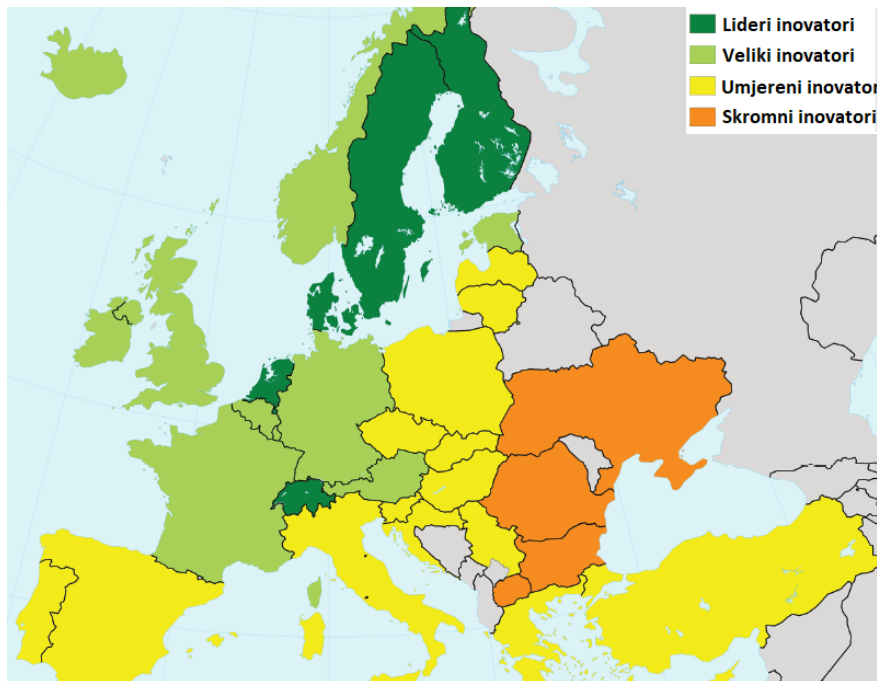 Lideri inovatori
Veliki inovatori
Umjereni inovator
Skromni inovatori